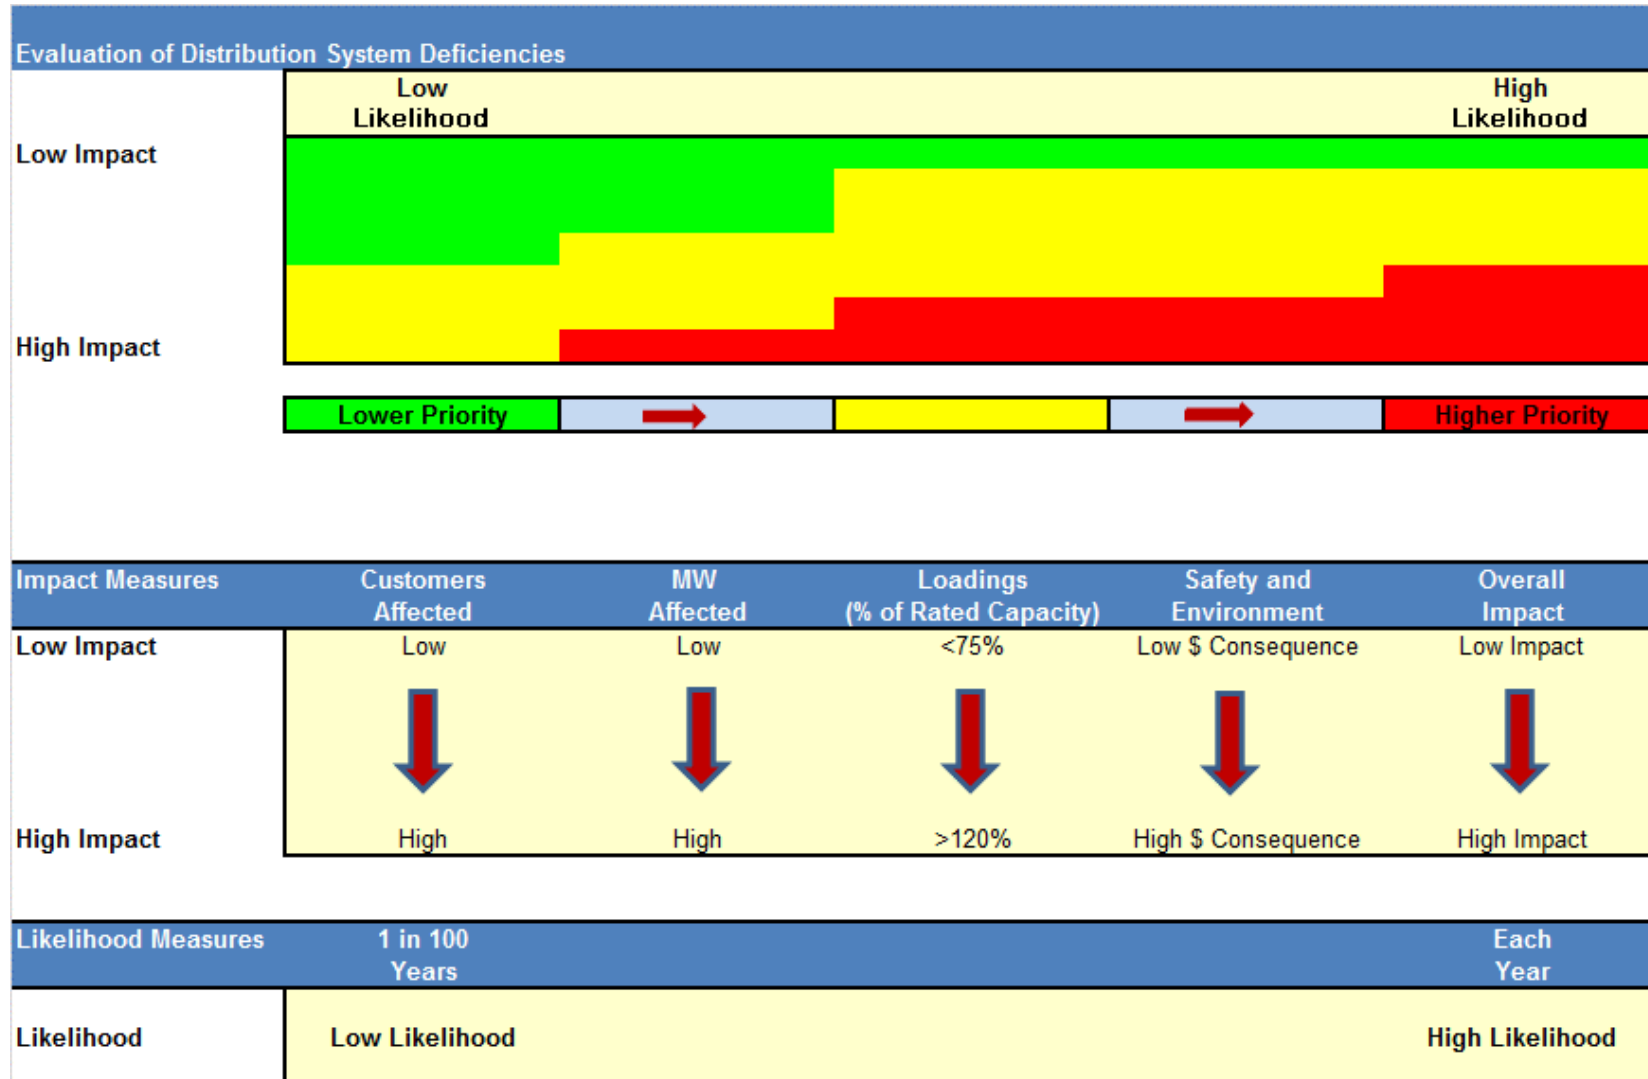 Evaluation of Distribution System Deficiencies
Low High
Likelihood Likelihood
Low Impact
High Impact
Lower Priority Higher Priority
Impact Measures Customers MW Loadings Safety and Overall
Affected Affected (% of Rated Capacity) Environment Impact
Low Impact Low Low <75% Low $ Consequence Low Impact
High Impact High High >120% High $ Consequence High Impact
Likelihood Measures 1 in 100 Each
Years Year
Likelihood Low Likelihood High Likelihood